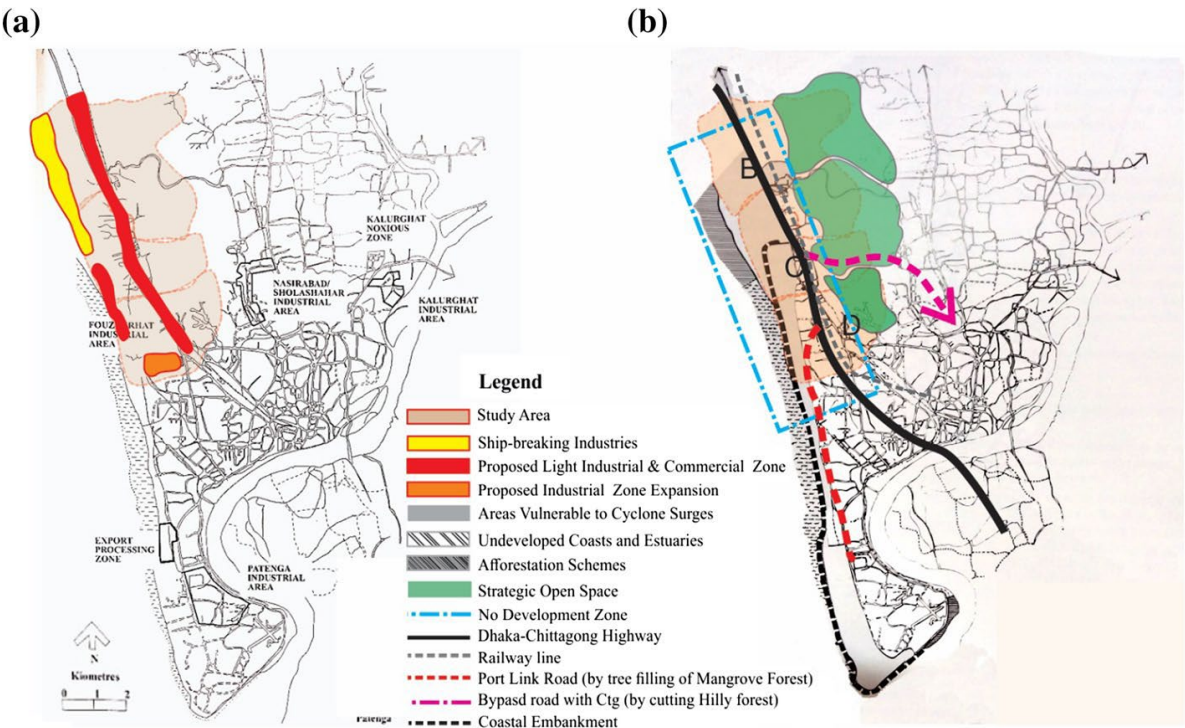 (a)
(b)
KALURGHAT
NOXIOUS
ZONE
NASIRABAD/
SHOLASHAHAR
INDUSTRIAL
AREA
KALURGHAT
INDUSTRIAL
AREA
INDUSTRIAL
AREA
B
C
D
Legend
Study Area
Ship-breaking Industries
Proposed Light Industrial & Commercial Zone
Proposed Industrial Zone Expansion
Areas Vulnerable to Cyclone Surges
Undeveloped Coasts and Estuaries
Afforestation Schemes
Strategic Open Space
No Development Zone
Dhaka-Chittagong Highway
Railway line
Port Link Road (by tree filling of Mangrove Forest)
Bypasd road with Ctg (by cutting Hilly forest)
Coastal Embankment
EXPORT
PROCESSING
ZONE
PATENGA
INDUSTRIAL
AREA
N
Kiometres
0 1 2
Patenga